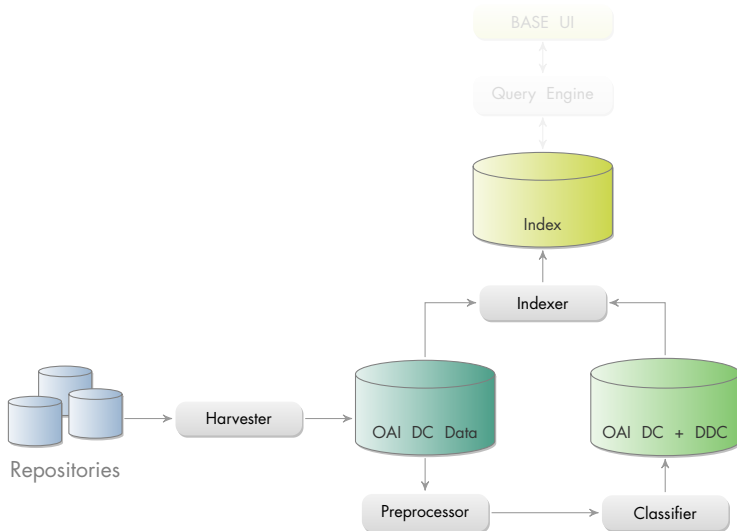 BASE UI
Query Engine
Index
Indexer
Harvester
OAI DC Data
OAI DC + DDC
Repositories
Preprocessor
Classifier